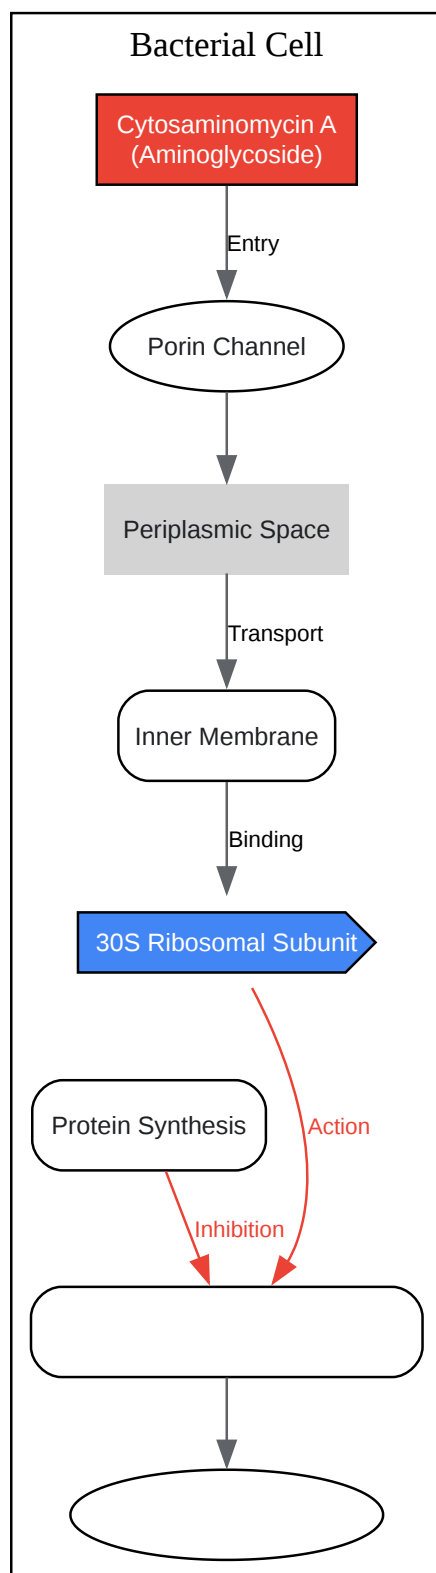 Bacterial Cell
Cytosaminomycin A
(Aminoglycoside)
Entry
Porin Channel
Periplasmic Space
Transport
Inner Membrane
Binding
30S Ribosomal Subunit
Protein Synthesis
Action
Inhibition